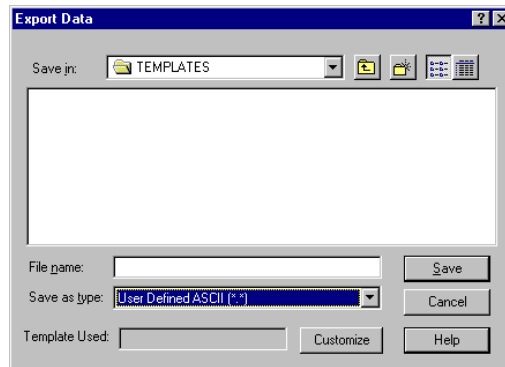 Export Data
Save in: TEMPLATES
File name: Save
Save as type: User Defined ASCII (*.*) Cancel
Template Used: Customize Help